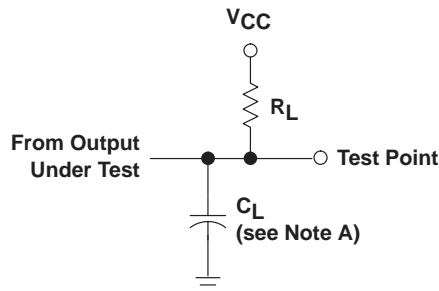 VCC
RL
From Output
Under Test
Test Point
CL
(see Note A)